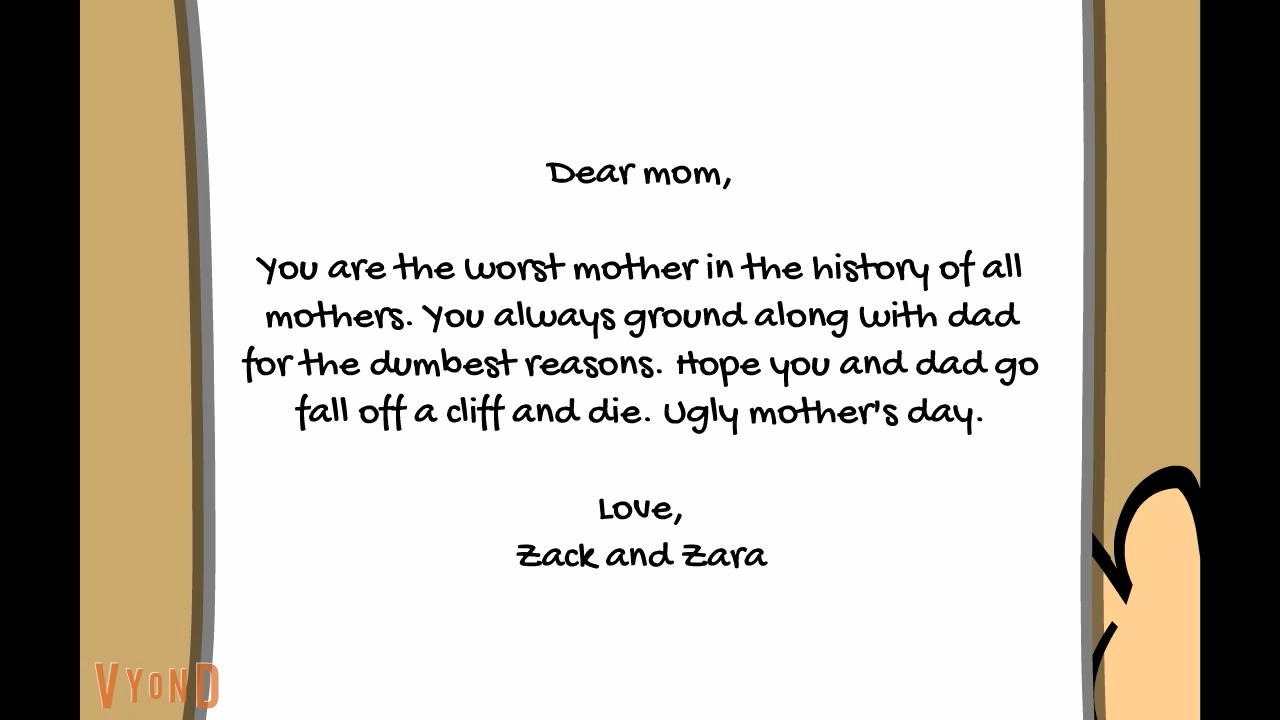 Dear mom,
You are the worst mother in the history of all
mothers. You always ground along with dad
for the dumbest reasons. Hope you and dad go
fall off a cliff and die. Ugly mother's day.
Love,
Zack and Zara
VYOND